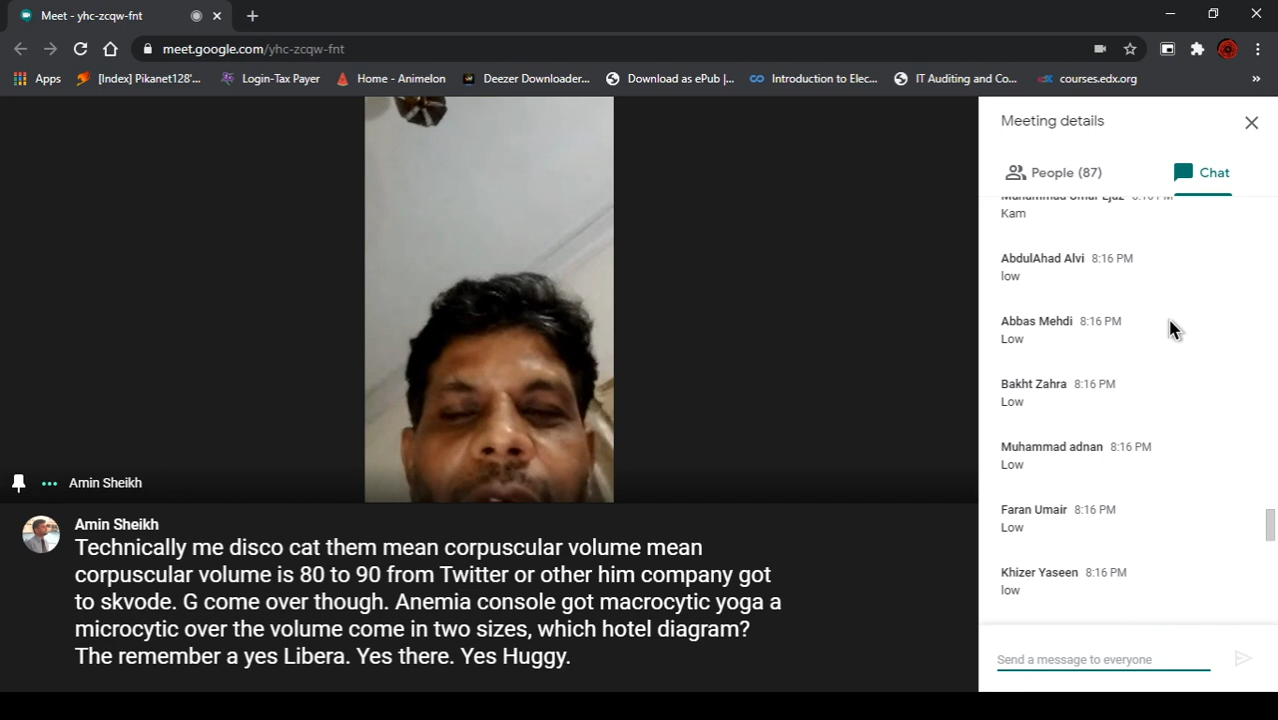 Meet - yhc-zcqw-fnt
meet.google.com/yhc-zcqw-fnt
Apps
[Index] Pikanet128'...
Login-Tax Payer
Home - Animelon
Deezer Downloader...
Download as ePub |...
Introduction to Elec...
IT Auditing and Co...
courses.edx.org
»
Meeting details
People (87)
Chat
Muhammad Umar Ejaz 8:16 PM
Kam
AbdulAhad Alvi 8:16 PM
low
Abbas Mehdi 8:16 PM
Low
Bakht Zahra 8:16 PM
Low
Muhammad adnan 8:16 PM
Low
Faran Umair 8:16 PM
Low
Khizer Yaseen 8:16 PM
low
Send a message to everyone
Amin Sheikh
Amin Sheikh
Technically me disco cat them mean corpuscular volume mean
corpuscular volume is 80 to 90 from Twitter or other him company got
to skvode. G come over though. Anemia console got macrocytic yoga a
microcytic over the volume come in two sizes, which hotel diagram?
The remember a yes Libera. Yes there. Yes Huggy.